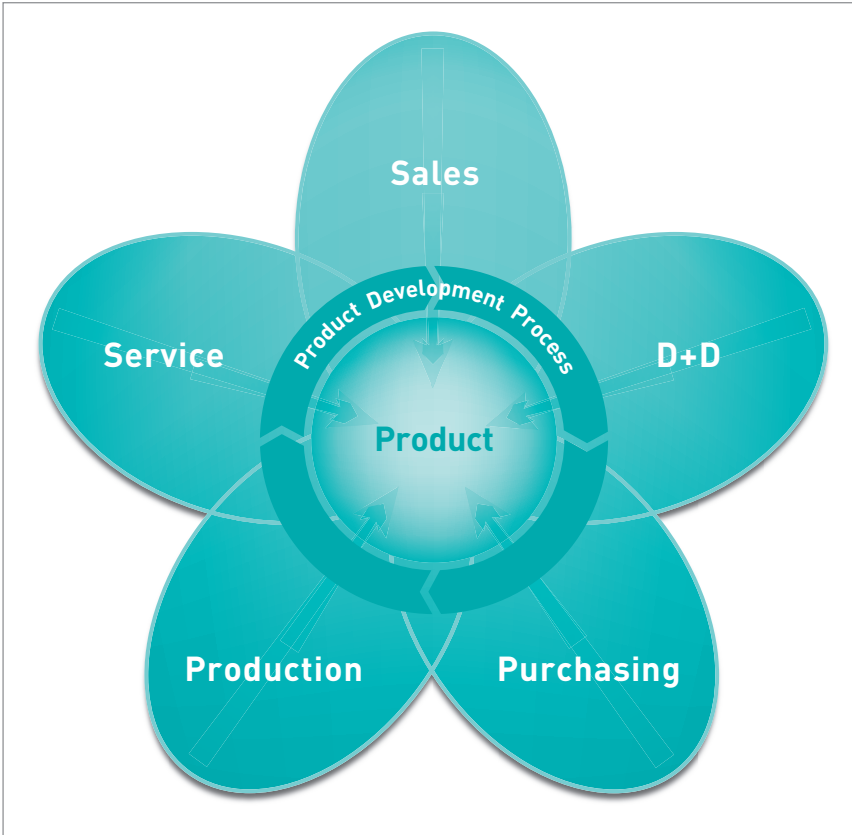 Sales
Product Development Process
Service
D+D
Product
Production
Purchasing